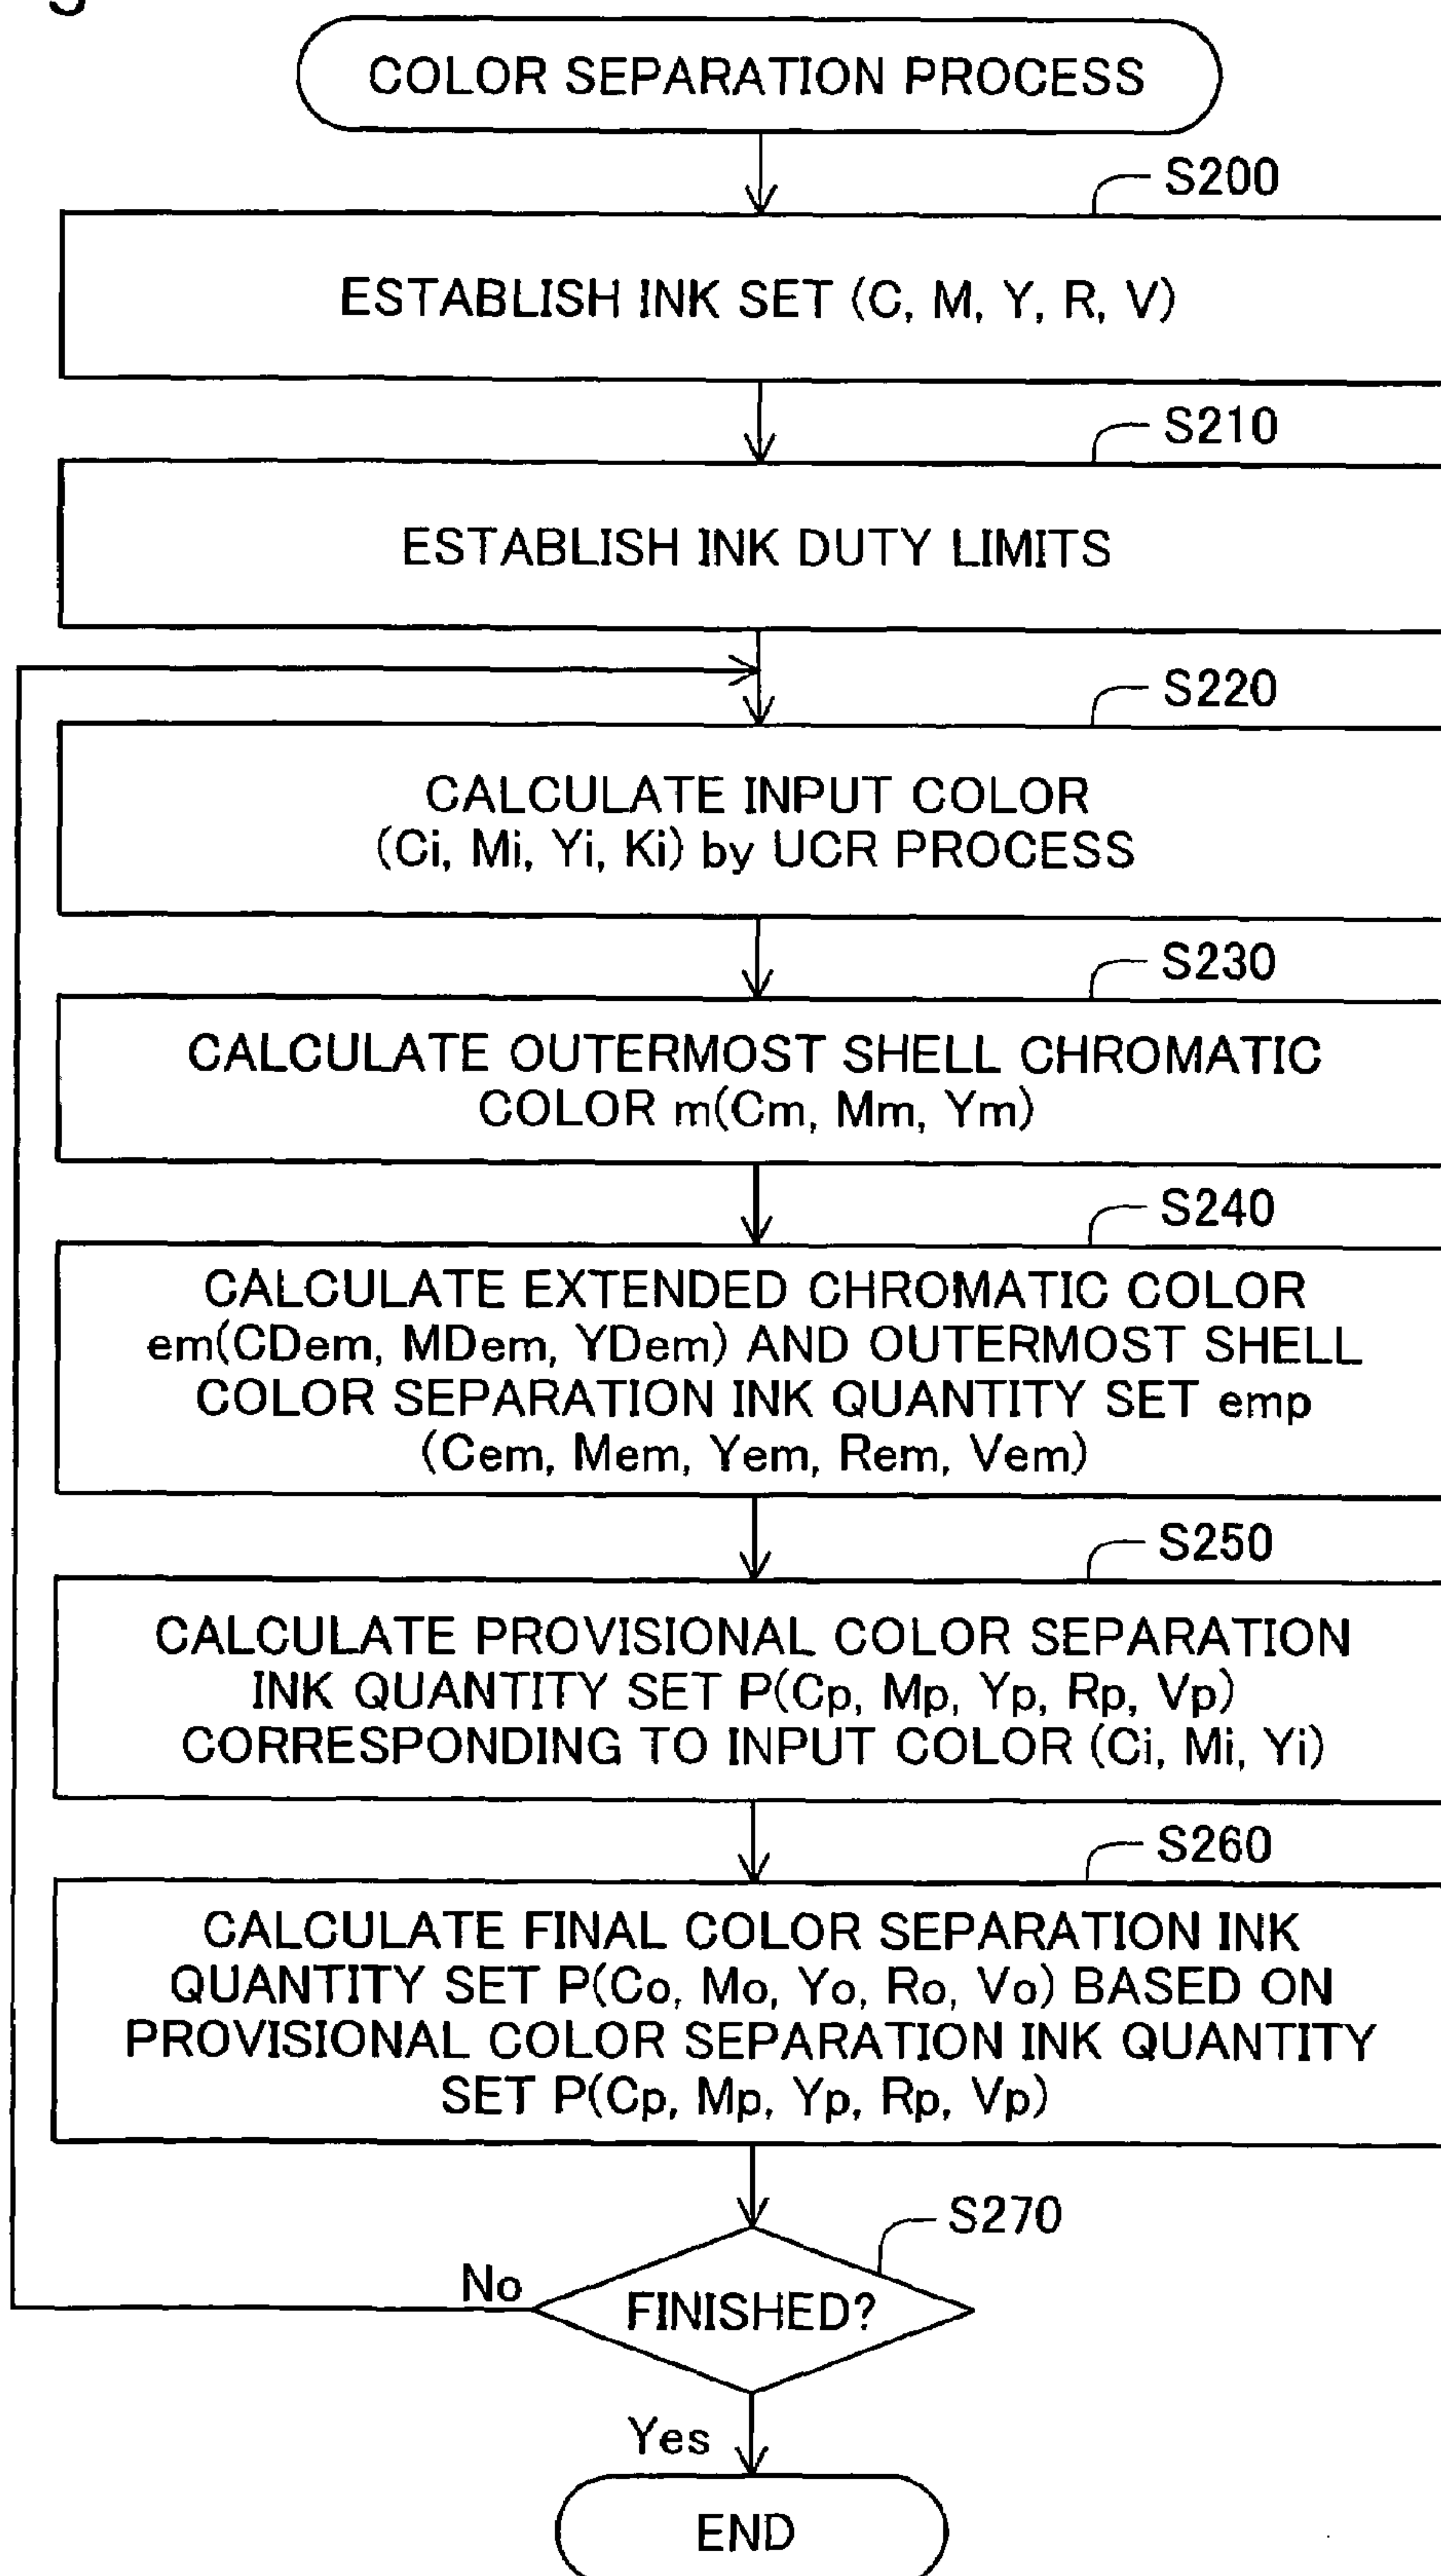 COLOR SEPARATION PROCESS
S200
ESTABLISH INK SET (C, M, Y, R, V)
S210
ESTABLISH INK DUTY LIMITS
S220
CALCULATE INPUT COLOR
(Ci, Mi, Yi, Ki) by UCR PROCESS
S230
CALCULATE OUTERMOST SHELL CHROMATIC
COLOR m(Cm, Mm, Ym)
S240
CALCULATE EXTENDED CHROMATIC COLOR
em(CDem, MDem, YDem) AND OUTERMOST SHELL
COLOR SEPARATION INK QUANTITY SET emp
(Cem, Mem, Yem, Rem, Vem)
S250
CALCULATE PROVISIONAL COLOR SEPARATION
INK QUANTITY SET P(Cp, Mp, Yp, Rp, Vp)
CORRESPONDING TO INPUT COLOR (Ci, Mi, Yi)
S260
CALCULATE FINAL COLOR SEPARATION INK
QUANTITY SET P(Co, Mo, Yo, Ro, Vo) BASED ON
PROVISIONAL COLOR SEPARATION INK QUANTITY
SET P(Cp, Mp, Yp, Rp, Vp)
S270
No
FINISHED?
Yes
END